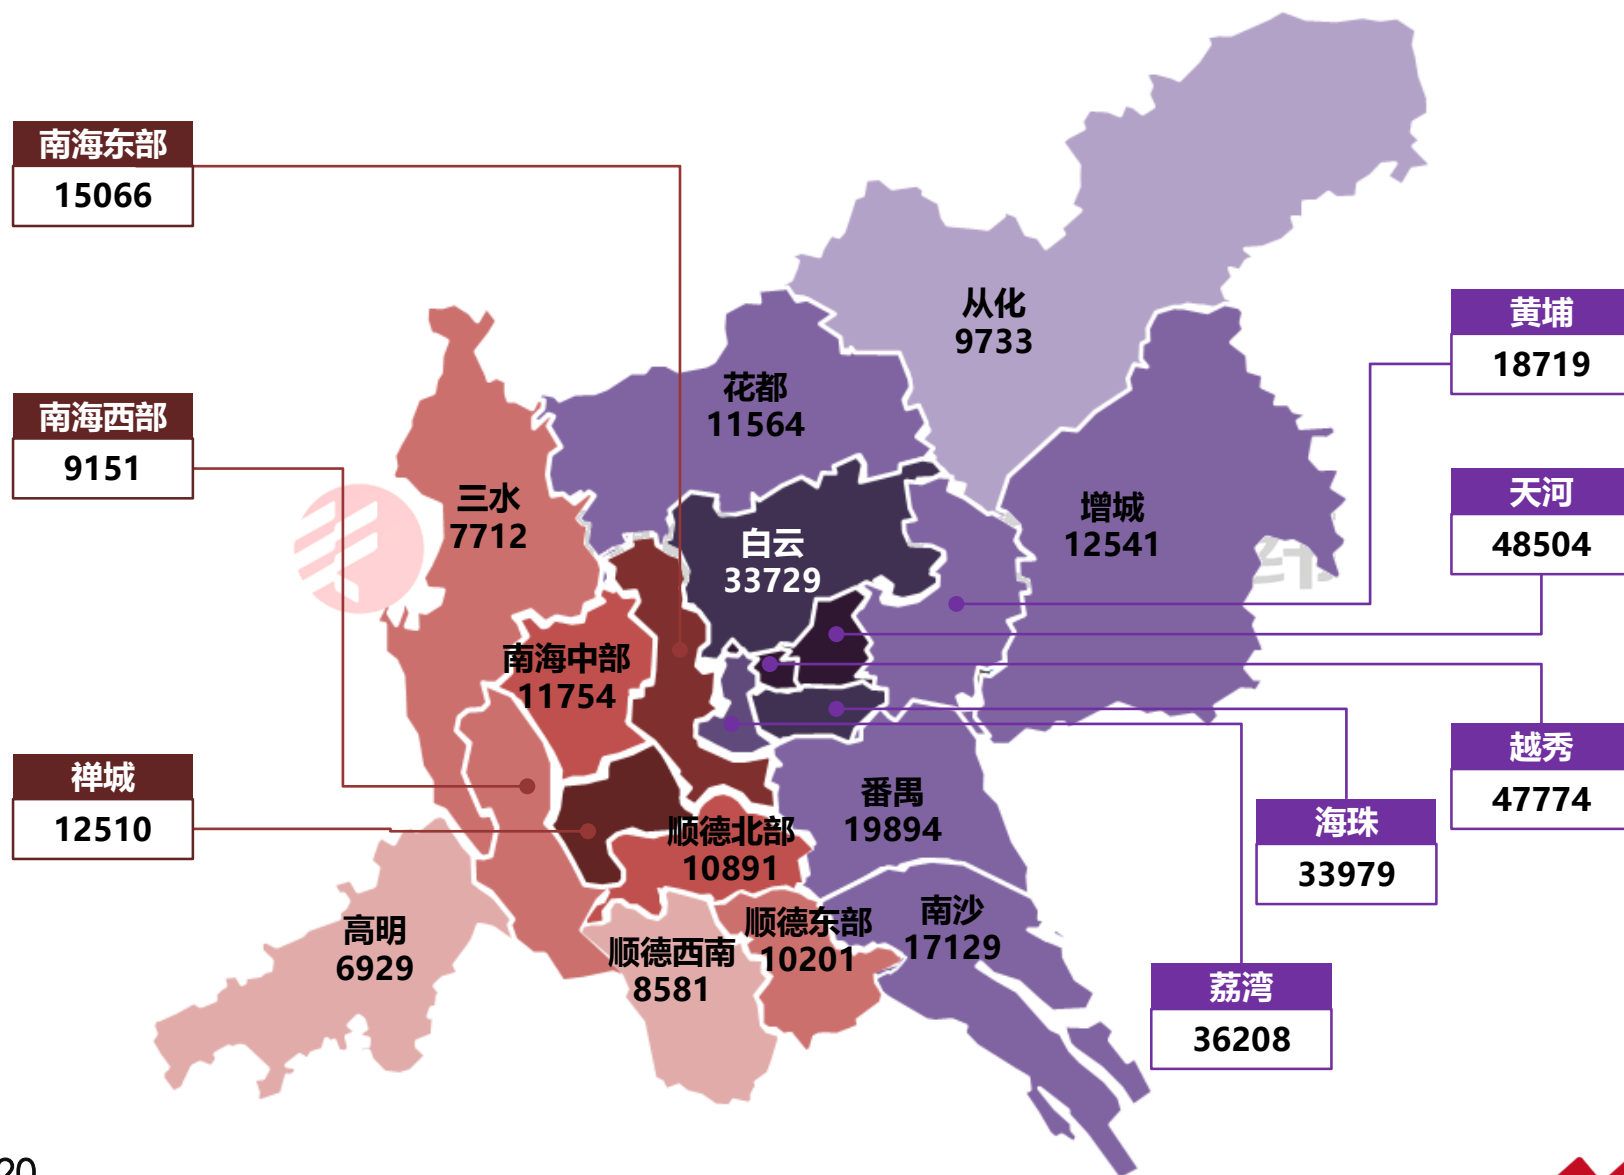 南海东部
15066
从化
9733
黄埔
18719
花都
11564
南海西部
9151
三水
7712
增城
12541
天河
48504
白云
33729
南海中部
11754
越秀
47774
禅城
12510
番禺
19894
海珠
33979
顺德北部
10891
南沙
17129
顺德东部
10201
高明
6929
顺德西南
8581
荔湾
36208
20